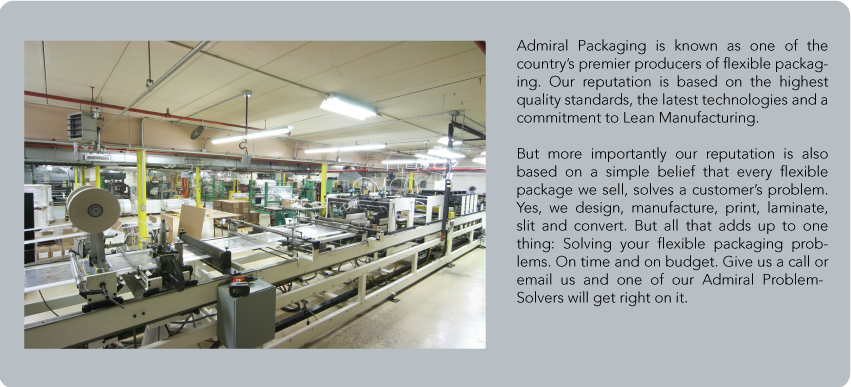 Admiral Packaging is known as one of the
country's premier producers of flexible packag-
ing. Our reputation is based on the highest
quality standards, the latest technologies and a
commitment to Lean Manufacturing.
But more importantly our reputation is also
based on a simple belief that every flexible
package we sell, solves a customer's problem.
Yes, we design, manufacture, print, laminate,
slit and convert. But all that adds up to one
thing: Solving your flexible packaging prob-
lems. On time and on budget. Give us a call or
email us and one of our Admiral Problem-
Solvers will get right on it.